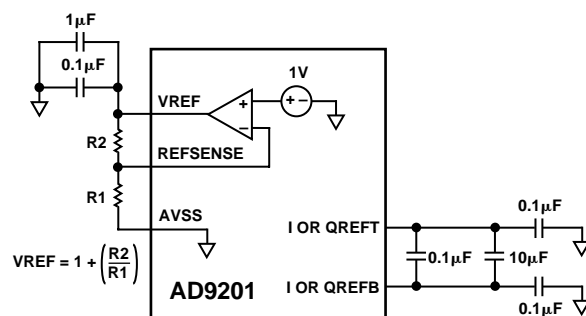 1µF
0.1µF
1V
VREF
+
−
+ −
R2
REFSENSE
R1
AVSS
VREF = 1 + (R2/R1)
AD9201
I OR QREFT
0.1µF
0.1µF
10µF
I OR QREFB
0.1µF